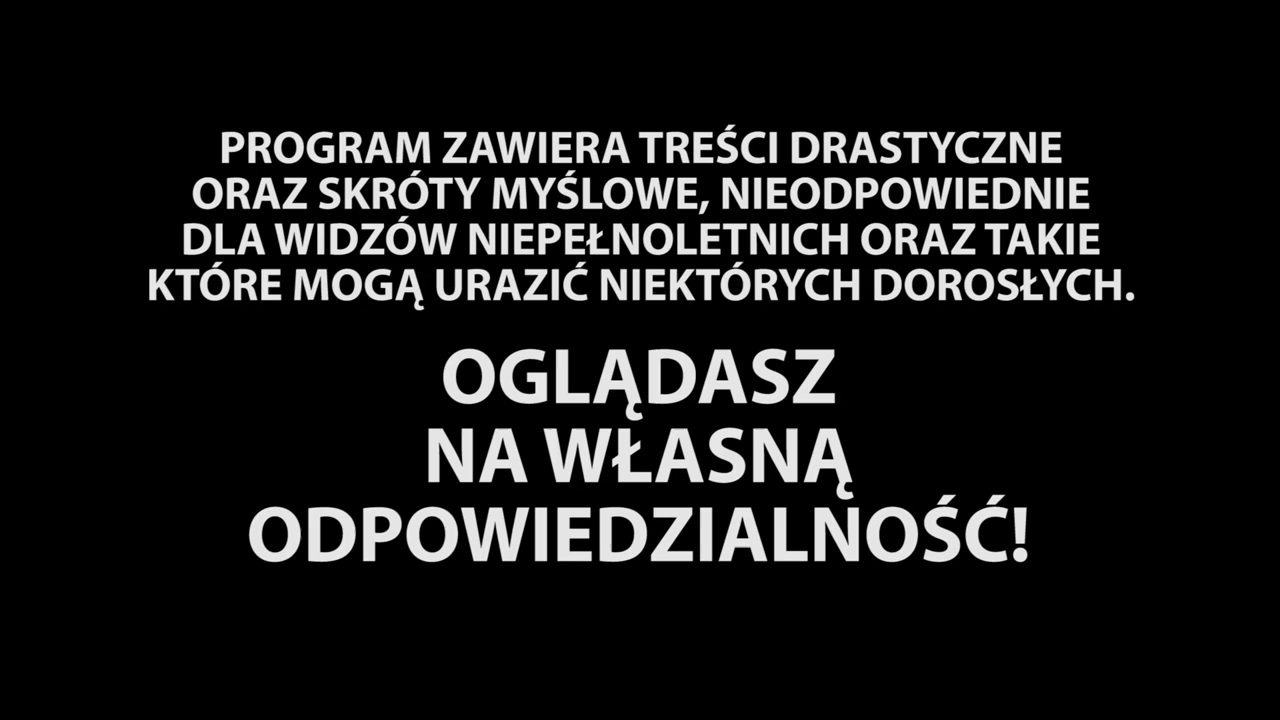 PROGRAM ZAWIERA TREŚCI DRASTYCZNE
ORAZ SKRÓTY MYŚLOWE, NIEODPOWIEDNIE
DLA WIDZÓW NIEPEŁNOLETNICH ORAZ TAKIE
KTÓRE MOGĄ URAZIĆ NIEKTÓRYCH DOROSŁYCH.
OGLĄDASZ
NA WŁASNĄ
ODPOWIEDZIALNOŚĆ!